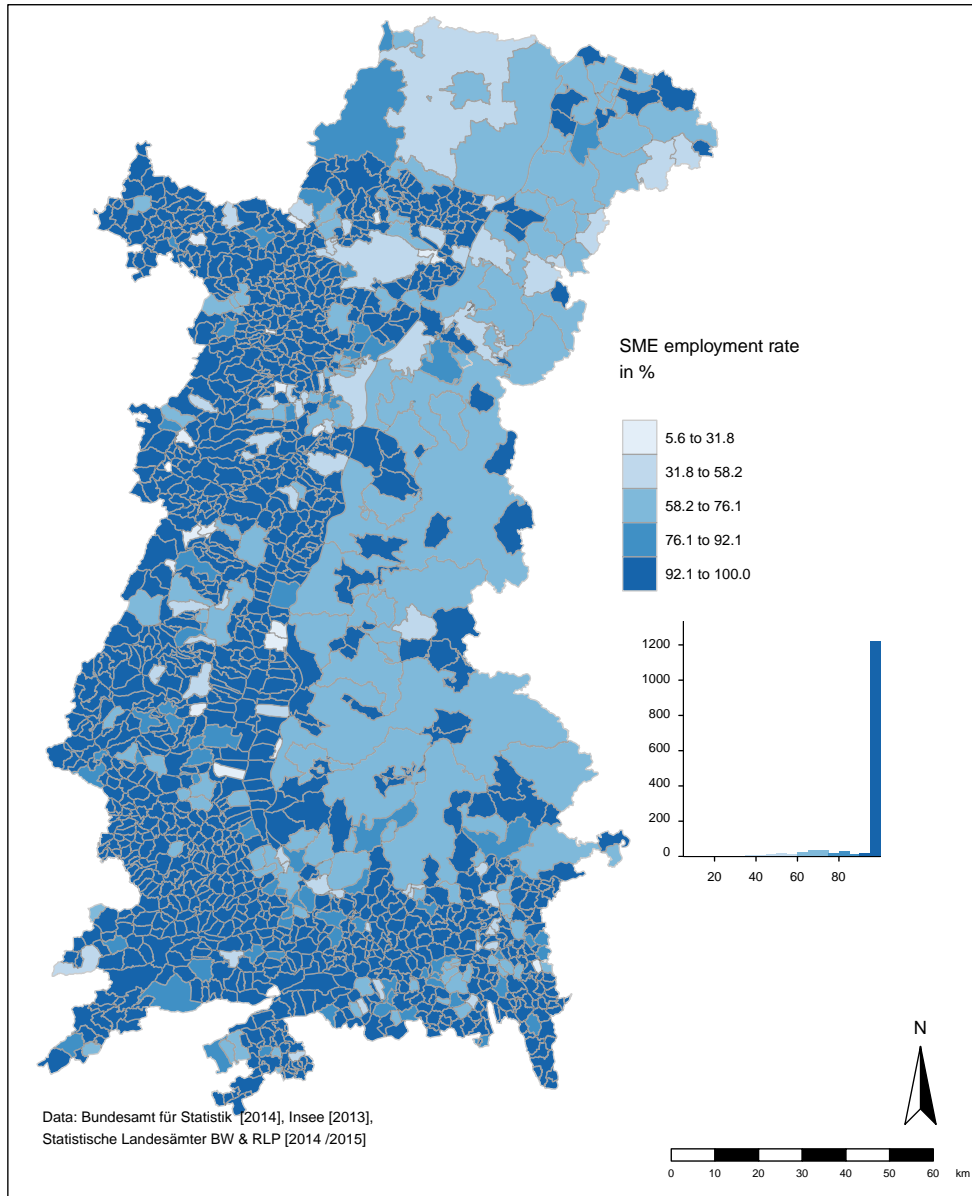 SME employment rate
in %
5.6 to 31.8
31.8 to 58.2
58.2 to 76.1
76.1 to 92.1
92.1 to 100.0
1200
1000
800
600
400
200
0
20 40 60 80
N
Data: Bundesamt für Statistik [2014], Insee [2013],
Statistische Landesämter BW & RLP [2014 /2015]
0 10 20 30 40 50 60 km